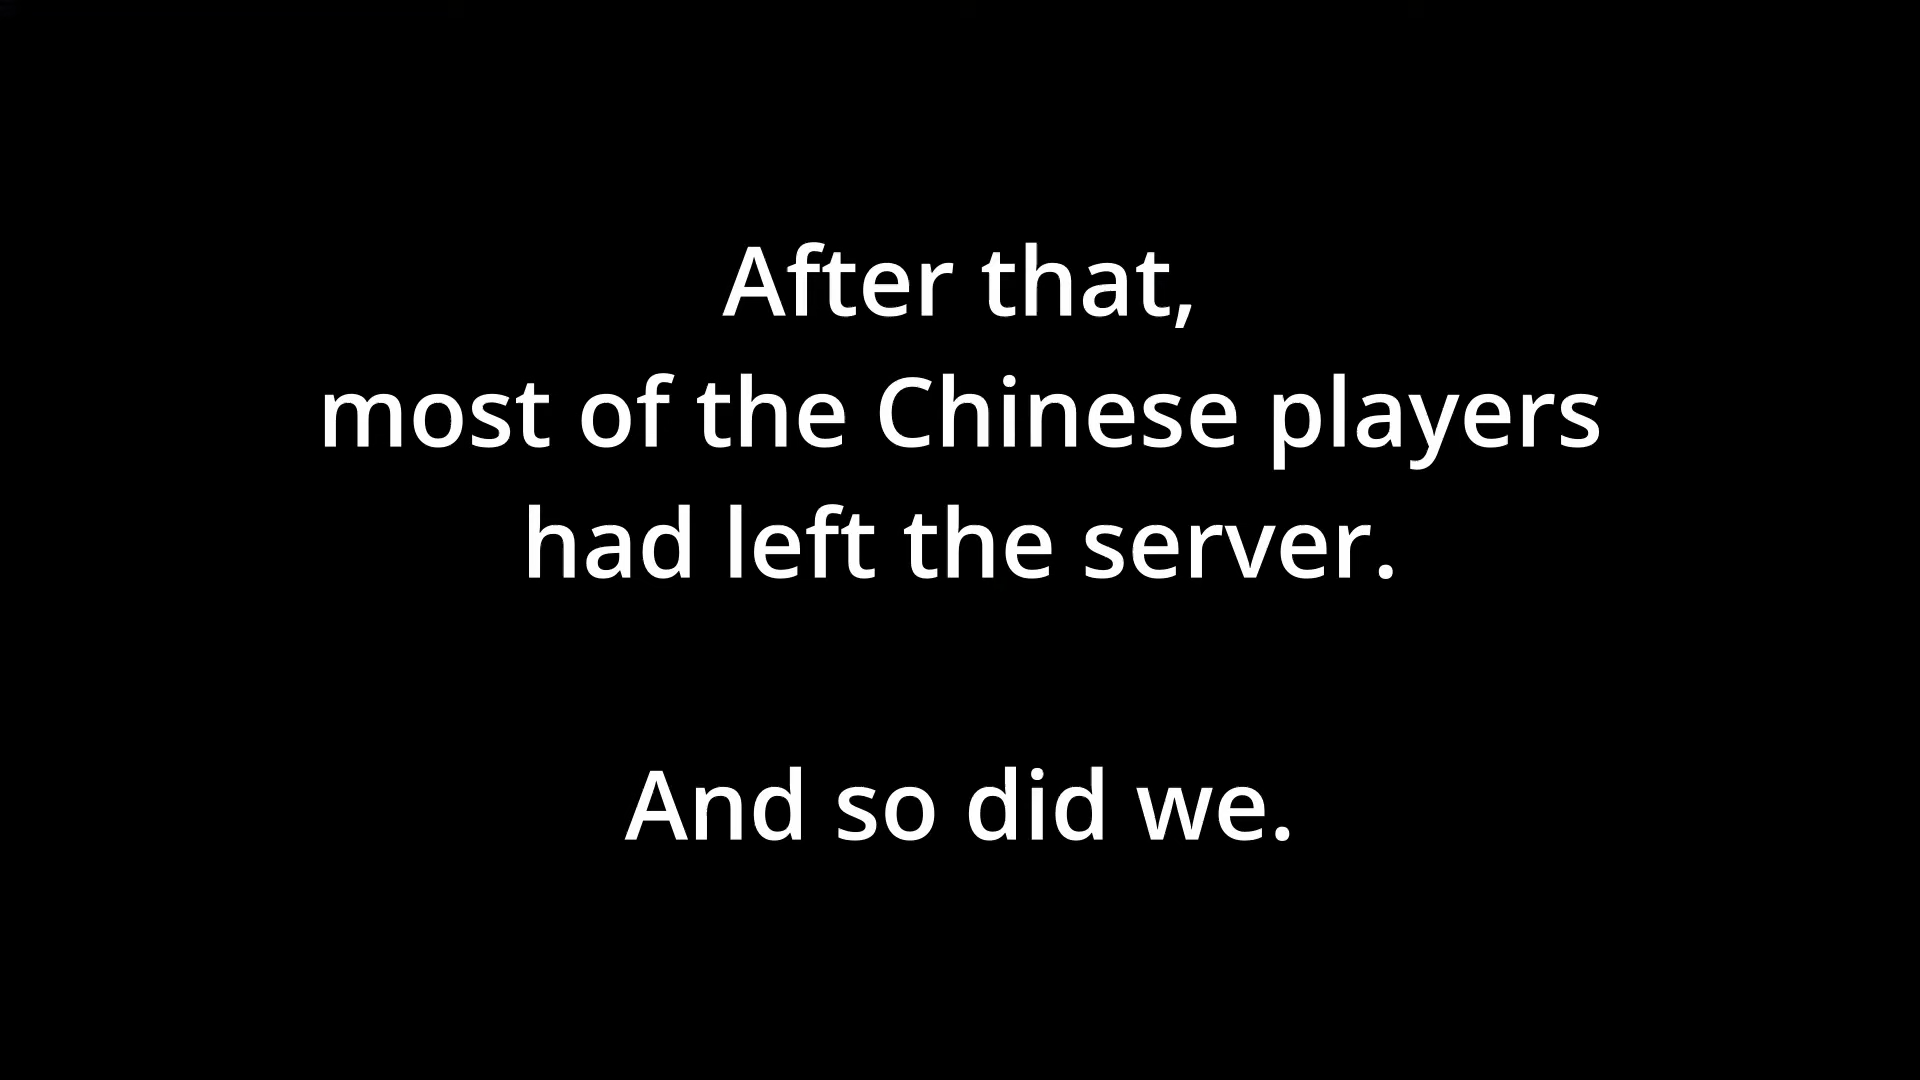 After that,
most of the Chinese players
had left the server.
And so did we.